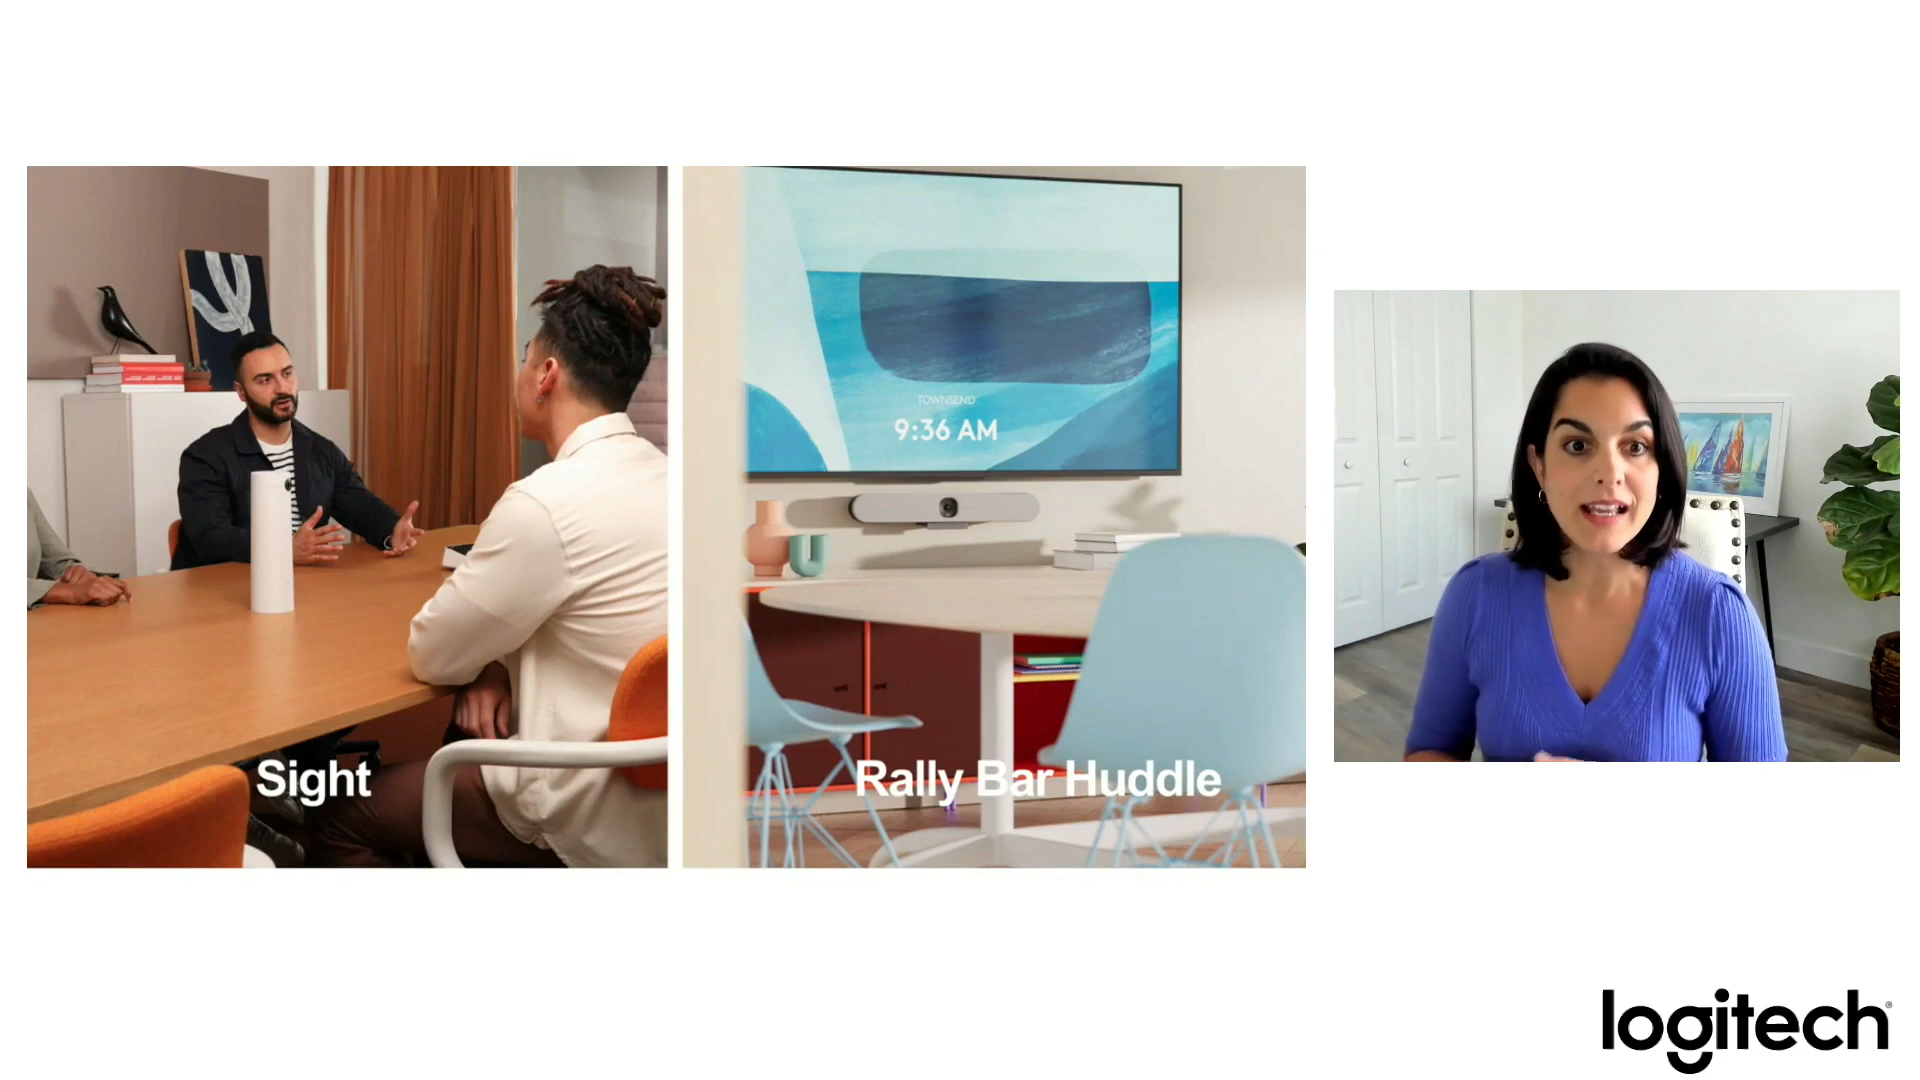 TOWNSEND
9:36 AM
Sight
Rally Bar Huddle
logitech